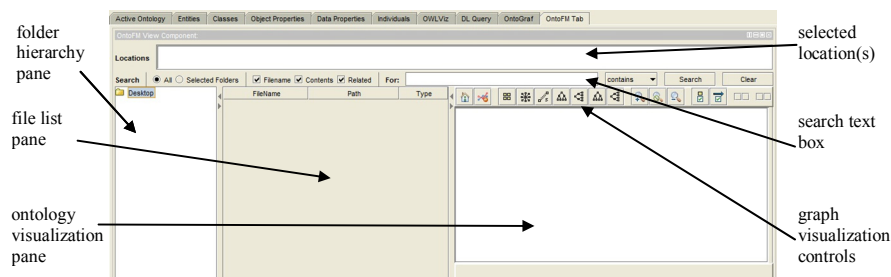 Active Ontology Entities Classes Object Properties Data Properties Individuals OWLViz DL Query OntoGraf OntoFM Tab
OntoFM View Component
folder
hierarchy
pane
selected
location(s)
Locations
Search All Selected Folders Filename Contents Related For: contains Search Clear
Desktop
FileName Path Type
file list
pane
search text
box
ontology
visualization
pane
graph
visualization
controls